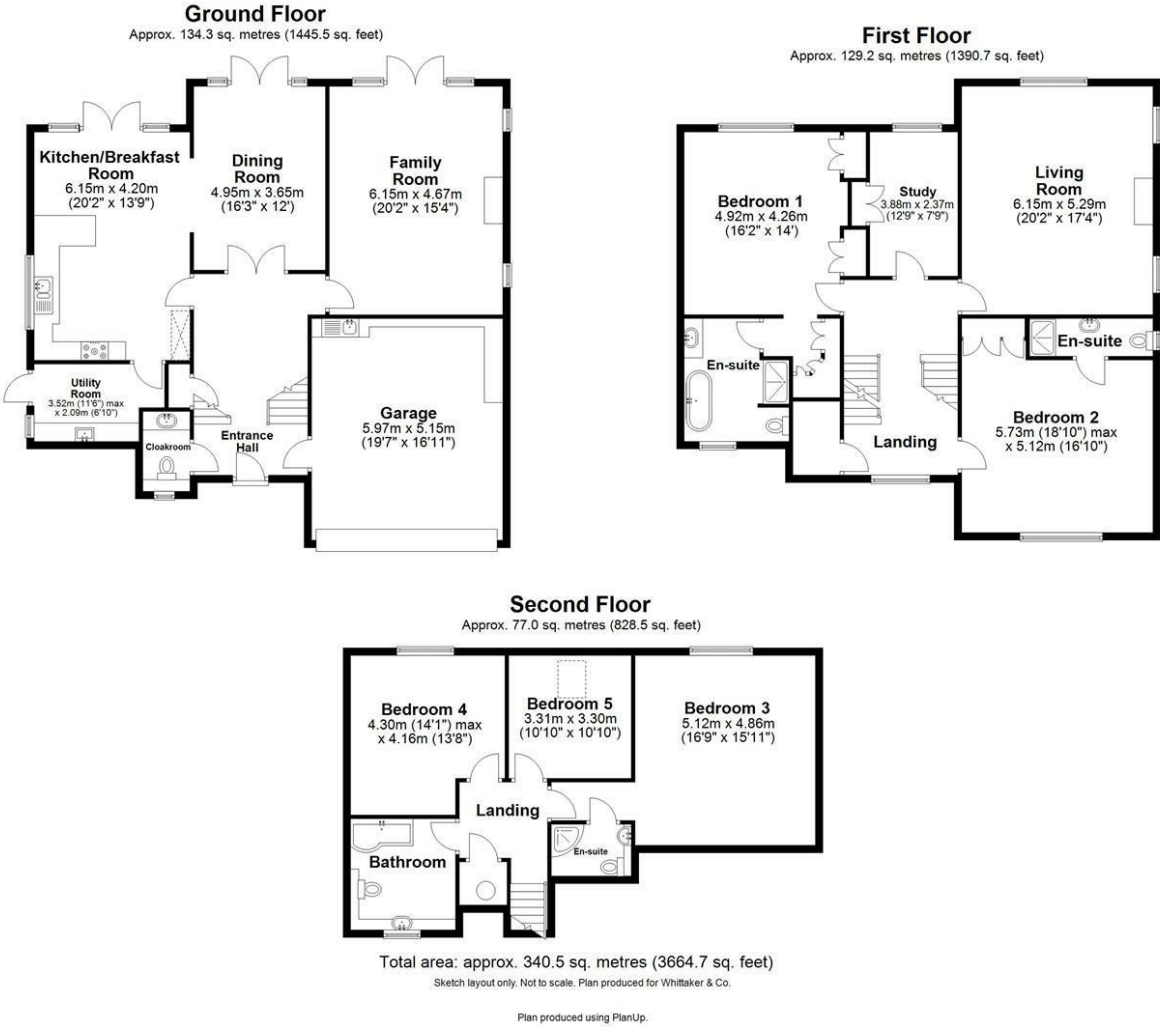 Ground Floor
Approx. 134.3 sq. metres (1445.5 sq. feet)
Kitchen/Breakfast
Room
6.15m x 4.20m
(20'2" x 13'9")
Dining
Room
4.95m x 3.65m
(16'3" x 12')
Family
Room
6.15m x 4.67m
(20'2" x 15'4")
Utility
Room
3.52m (11'6") max
x 2.09m (6'10")
Cloakroom
Entrance
Hall
Garage
5.97m x 5.15m
(19'7" x 16'11")
First Floor
Approx. 129.2 sq. metres (1390.7 sq. feet)
Bedroom 1
4.92m x 4.26m
(16'2" x 14')
Study
3.88m x 2.37m
(12'9" x 7'9")
Living
Room
6.15m x 5.29m
(20'2" x 17'4")
En-suite
En-suite
Landing
Bedroom 2
5.73m (18'10") max
x 5.12m (16'10")
Second Floor
Approx. 77.0 sq. metres (828.5 sq. feet)
Bedroom 4
4.30m (14'1") max
x 4.16m (13'8")
Bedroom 5
3.31m x 3.30m
(10'10" x 10'10")
Bedroom 3
5.12m x 4.86m
(16'9" x 15'11")
Landing
Bathroom
En-suite
Total area: approx. 340.5 sq. metres (3664.7 sq. feet)
Sketch layout only. Not to scale. Plan produced for Whittaker & Co.
Plan produced using PlanUp.